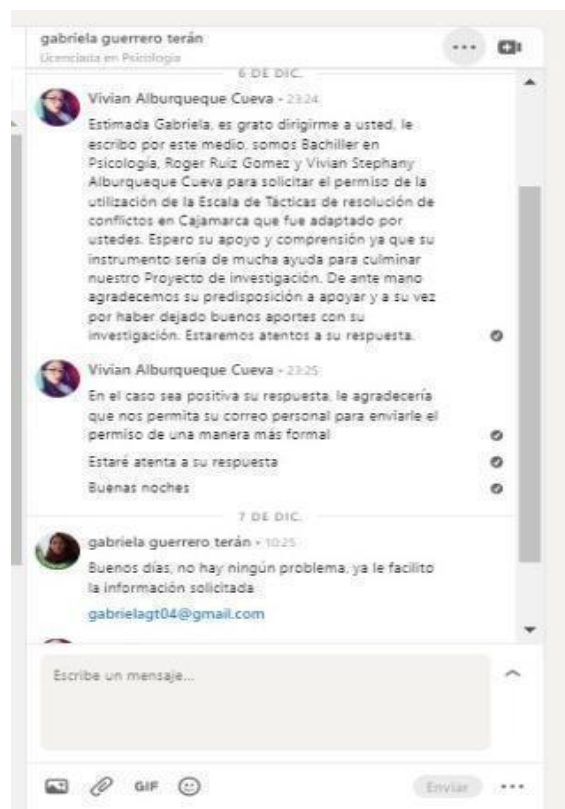 gabriela guerrero terán
Licenciada en Psicología
6 DE DIC.
Vivian Alburqueque Cueva • 23:24
Estimada Gabriela, es grato dirigirme a usted, le
escribo por este medio, somos Bachiller en
Psicología, Roger Ruiz Gomez y Vivian Stephany
Alburqueque Cueva para solicitar el permiso de la
utilización de la Escala de Tácticas de resolución de
conflictos en Cajamarca que fue adaptado por
ustedes. Espero su apoyo y comprensión ya que su
instrumento sería de mucha ayuda para culminar
nuestro Proyecto de investigación. De ante mano
agradecemos su predisposición a apoyar y a su vez
por haber dejado buenos aportes con su
investigación. Estaremos atentos a su respuesta.
Vivian Alburqueque Cueva • 23:25
En el caso sea positiva su respuesta, le agradecería
que nos permita su correo personal para enviarle el
permiso de una manera más formal
Estaré atenta a su respuesta
Buenas noches
7 DE DIC.
gabriela guerrero terán • 10:25
Buenos días, no hay ningún problema, ya le facilito
la información solicitada
gabrielagt04@gmail.com
Escribe un mensaje...
GIF
Enviar